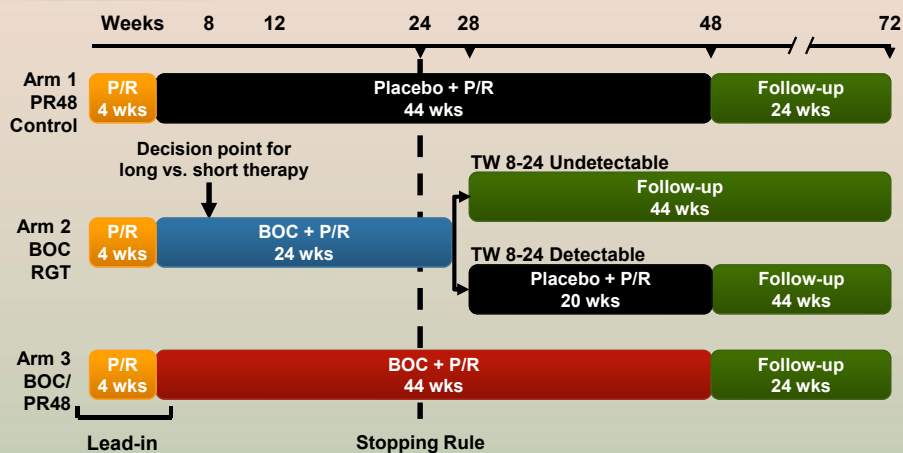 Weeks 8 12 24 28 48 72
Arm 1
PR48
Control
P/R
4 wks
Placebo + P/R
44 wks
Follow-up
24 wks
Decision point for
long vs. short therapy
TW 8-24 Undetectable
Follow-up
44 wks
Arm 2
BOC
RGT
P/R
4 wks
BOC + P/R
24 wks
TW 8-24 Detectable
Placebo + P/R
20 wks
Follow-up
44 wks
Arm 3
BOC/
PR48
P/R
4 wks
BOC + P/R
44 wks
Follow-up
24 wks
Lead-in
Stopping Rule